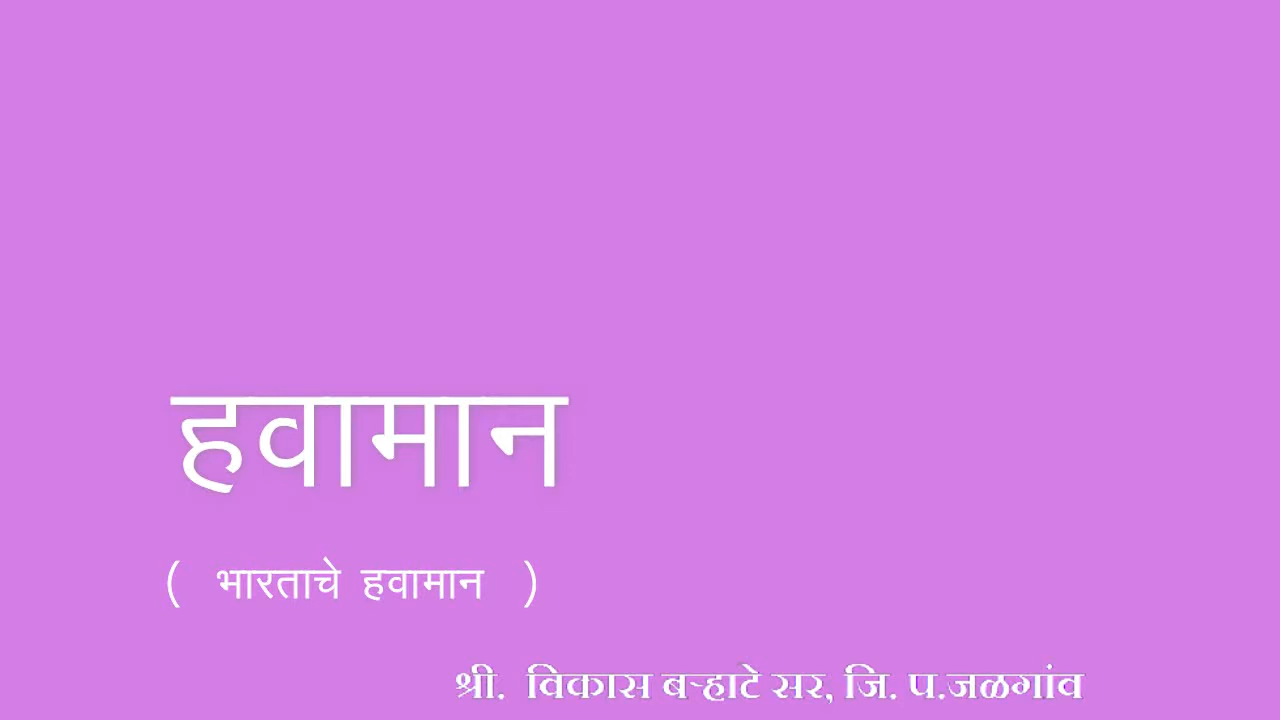 हवामान
( भारताचे हवामान )
श्री. विकास बऱ्हाटे सर, जि. प.जळगांव